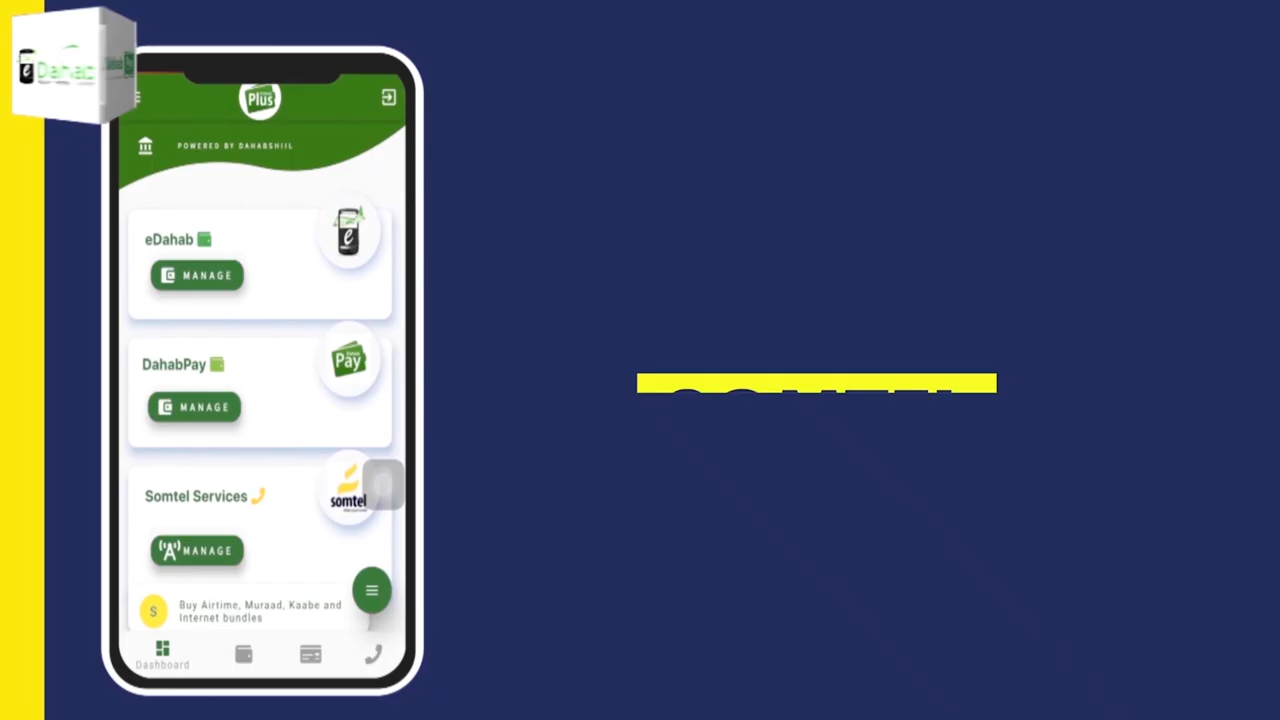 Dahab
Plus
POWERED BY DAHABSHIIL
eDahab
e
MANAGE
DahabPay
Pay
MANAGE
Somtel Services
somtel
MANAGE
S
Buy Airtime, Muraad, Kaabe and
Internet bundles
Dashboard